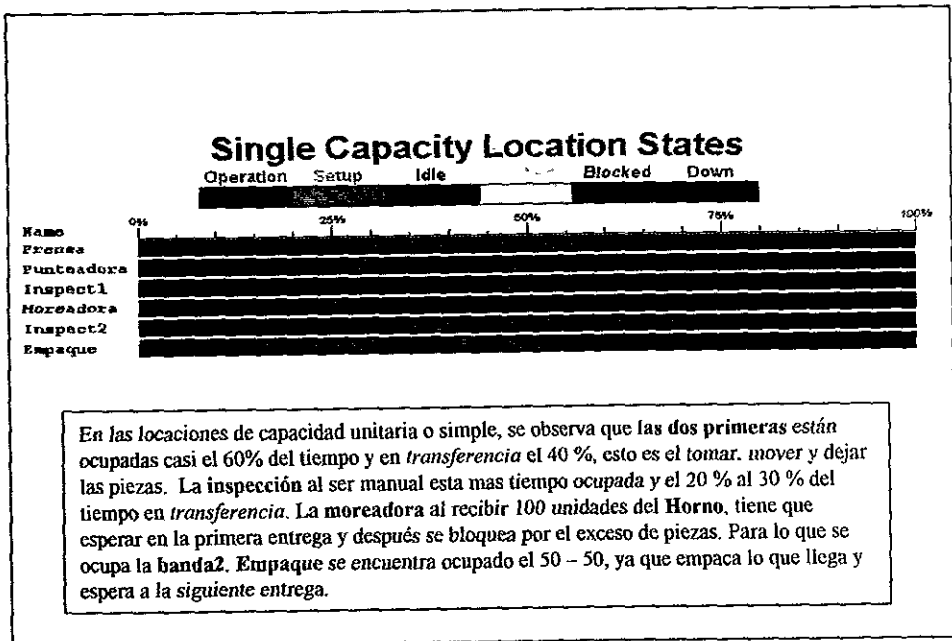 Single Capacity Location States
Operation Setup Idle Blocked Down
0% 25% 50% 75% 100%
Name
Prensa
Punteadora
Inspect1
Moreadora
Inspect2
Empaque
En las locaciones de capacidad unitaria o simple, se observa que las dos primeras están
ocupadas casi el 60% del tiempo y en transferencia el 40 %, esto es el tomar. mover y dejar
las piezas. La inspección al ser manual esta mas tiempo ocupada y el 20 % al 30 % del
tiempo en transferencia. La moreadora al recibir 100 unidades del Horno, tiene que
esperar en la primera entrega y después se bloquea por el exceso de piezas. Para lo que se
ocupa la banda2. Empaque se encuentra ocupado el 50 – 50, ya que empaca lo que llega y
espera a la siguiente entrega.